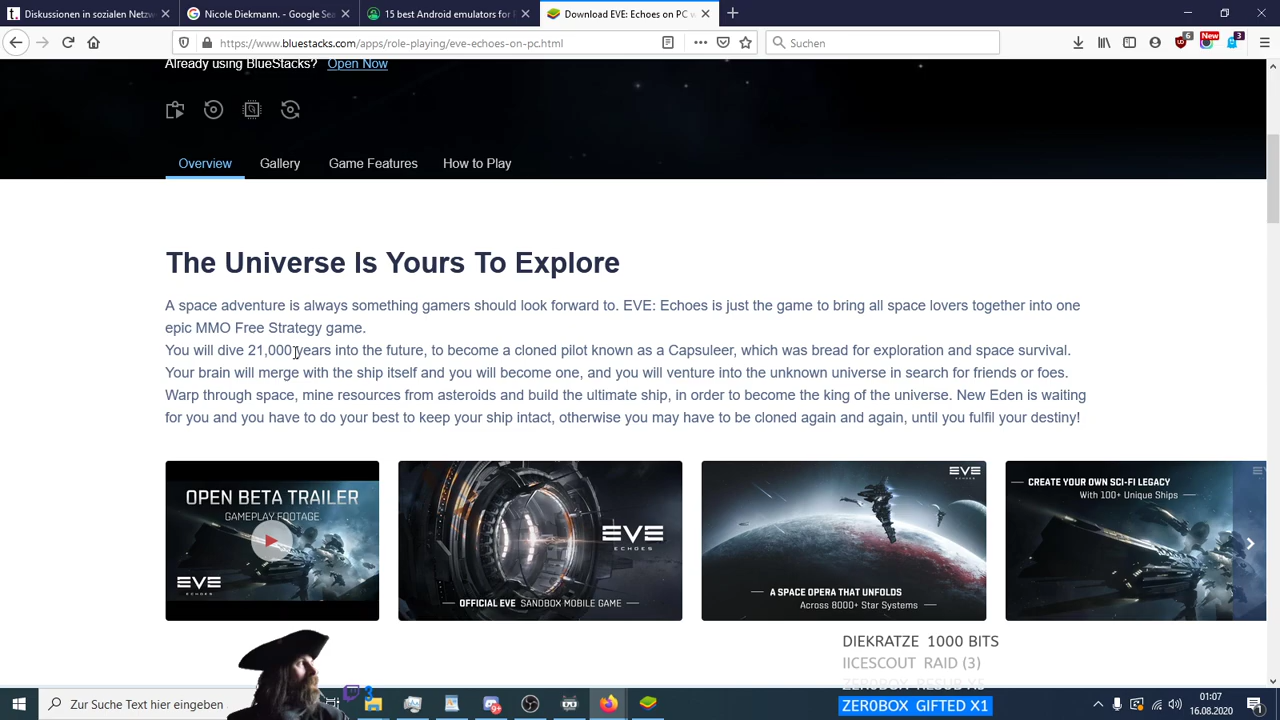 Diskussionen in sozialen Netzw
Nicole Diekmann. - Google Sea
15 best Android emulators for
Download EVE: Echoes on PC w
https://www.bluestacks.com/apps/role-playing/eve-echoes-on-pc.html
Suchen
6
New
3
Already using BlueStacks? Open Now
Overview
Gallery
Game Features
How to Play
The Universe Is Yours To Explore
A space adventure is always something gamers should look forward to. EVE: Echoes is just the game to bring all space lovers together into one
epic MMO Free Strategy game.
You will dive 21,000 years into the future, to become a cloned pilot known as a Capsuleer, which was bread for exploration and space survival.
Your brain will merge with the ship itself and you will become one, and you will venture into the unknown universe in search for friends or foes.
Warp through space, mine resources from asteroids and build the ultimate ship, in order to become the king of the universe. New Eden is waiting
for you and you have to do your best to keep your ship intact, otherwise you may have to be cloned again and again, until you fulfil your destiny!
OPEN BETA TRAILER
GAMEPLAY FOOTAGE
EVE
ECHOES
EVE
ECHOES
OFFICIAL EVE SANDBOX MOBILE GAME
EVE
ECHOES
A SPACE OPERA THAT UNFOLDS
Across 8000+ Star Systems
CREATE YOUR OWN SCI-FI LEGACY
With 100+ Unique Ships
DIEKRATZE 1000 BITS
IICESCOUT RAID (3)
ZER0BOX GIFTED X1
3
Zur Suche Text hier eingeben
01:07
16.08.2020
1